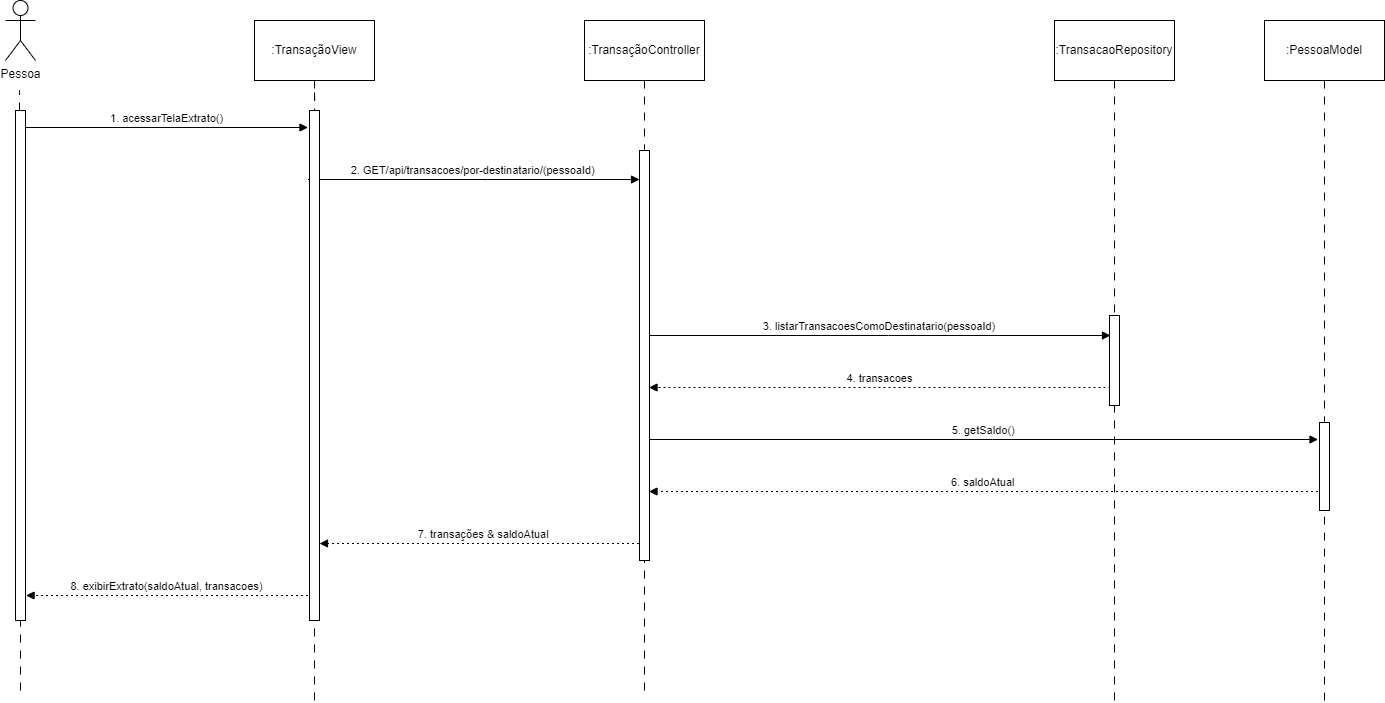 Pessoa
:TransaçãoView
:TransaçãoController
:TransacaoRepository
:PessoaModel
1. acessarTelaExtrato()
2. GET/api/transacoes/por-destinatario/(pessoaId)
3. listarTransacoesComoDestinatario(pessoaId)
4. transacoes
5. getSaldo()
6. saldoAtual
7. transações & saldoAtual
8. exibirExtrato(saldoAtual, transacoes)